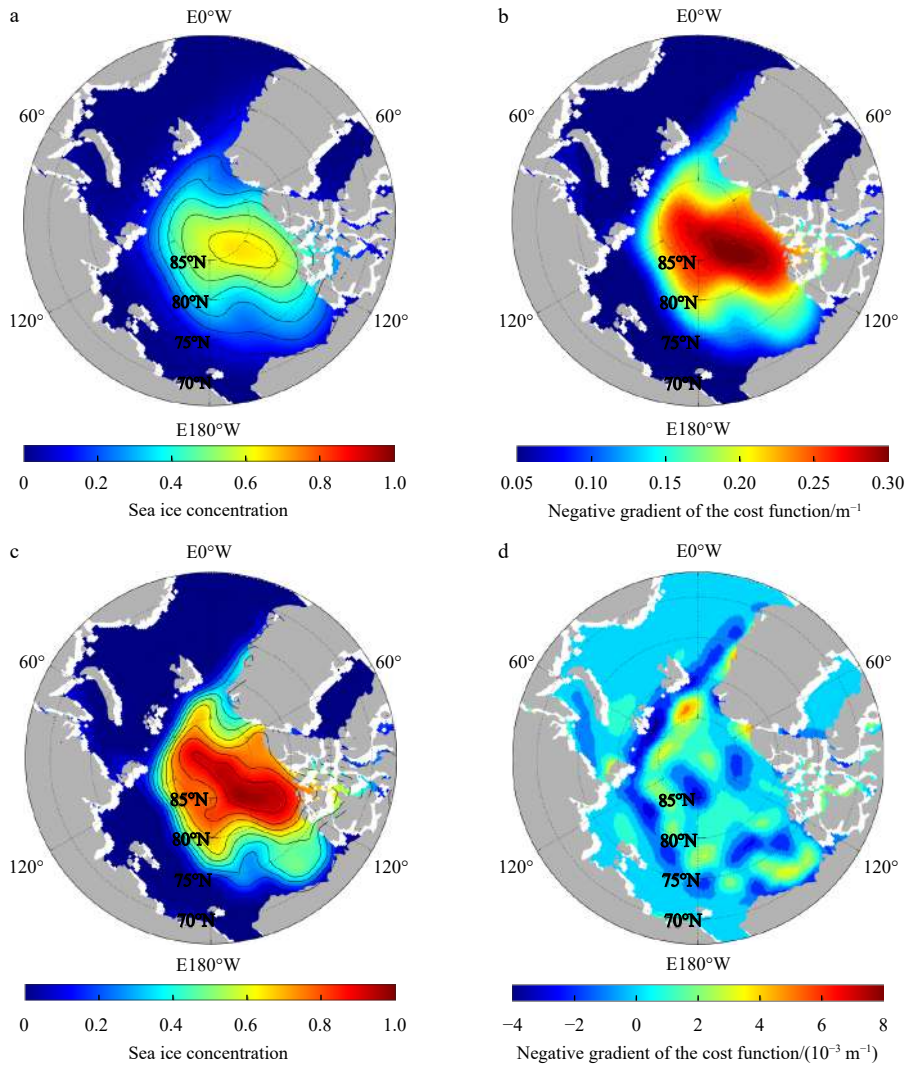 a
b
E0°W
E0°W
60°
60°
60°
60°
85°N
85°N
80°N
80°N
120°
75°N
120°
120°
75°N
120°
70°N
70°N
E180°W
E180°W
0 0.2 0.4 0.6 0.8 1.0
0.05 0.10 0.15 0.20 0.25 0.30
Sea ice concentration
Negative gradient of the cost function/m⁻¹
c
d
E0°W
E0°W
60°
60°
60°
60°
85°N
85°N
80°N
80°N
120°
75°N
120°
120°
75°N
120°
70°N
70°N
E180°W
E180°W
0 0.2 0.4 0.6 0.8 1.0
−4 −2 0 2 4 6 8
Sea ice concentration
Negative gradient of the cost function/(10⁻³ m⁻¹)